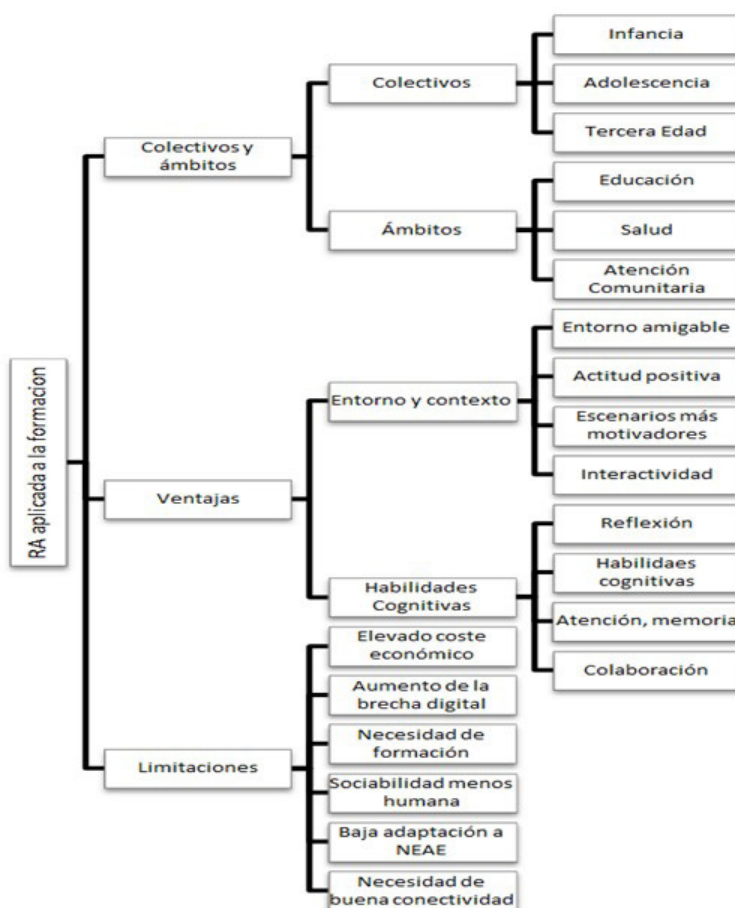 RA aplicada a la formacion
Colectivos y
ámbitos
Colectivos
Infancia
Adolescencia
Tercera Edad
Ámbitos
Educación
Salud
Atención
Comunitaria
Ventajas
Entorno y contexto
Entorno amigable
Actitud positiva
Escenarios más
motivadores
Interactividad
Habilidades
Cognitivas
Reflexión
Habilidaes
cognitivas
Atención, memoria
Colaboración
Limitaciones
Elevado coste
económico
Aumento de la
brecha digital
Necesidad de
formación
Sociabilidad menos
humana
Baja adaptación a
NEAE
Necesidad de
buena conectividad